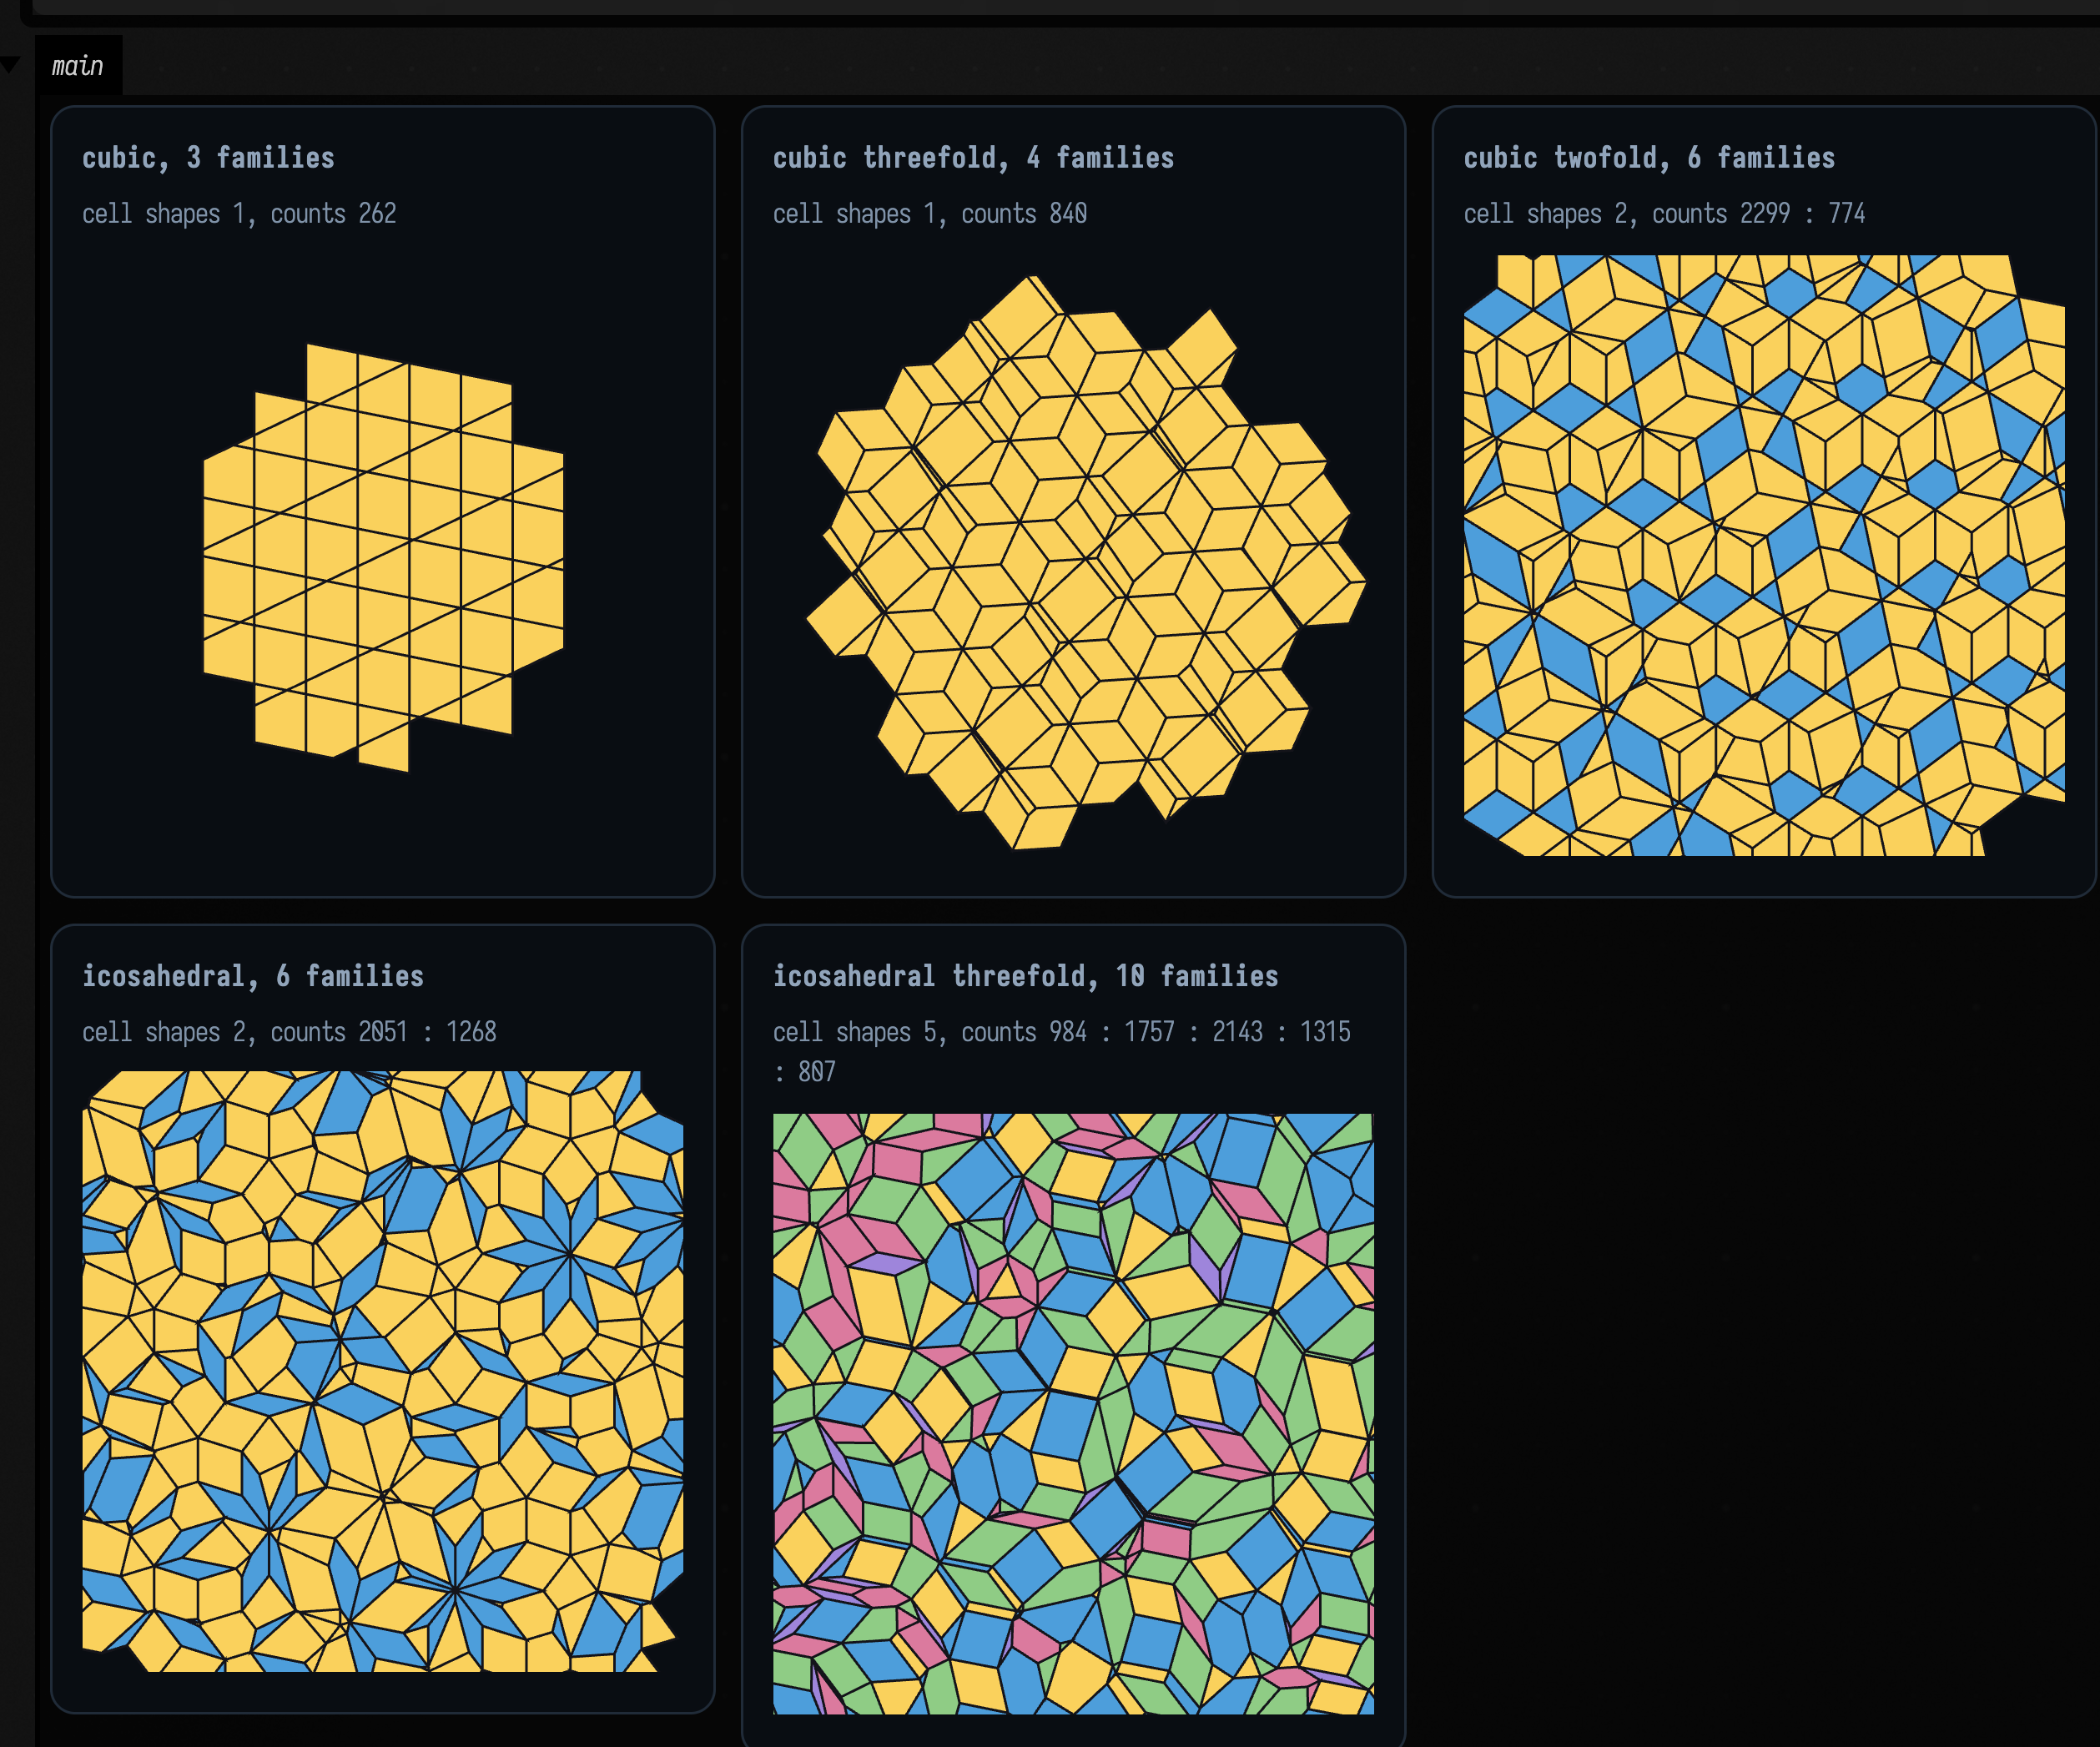 main
cubic, 3 families
cell shapes 1, counts 262
cubic threefold, 4 families
cell shapes 1, counts 840
cubic twofold, 6 families
cell shapes 2, counts 2299 : 774
icosahedral, 6 families
cell shapes 2, counts 2051 : 1268
icosahedral threefold, 10 families
cell shapes 5, counts 984 : 1757 : 2143 : 1315
: 807